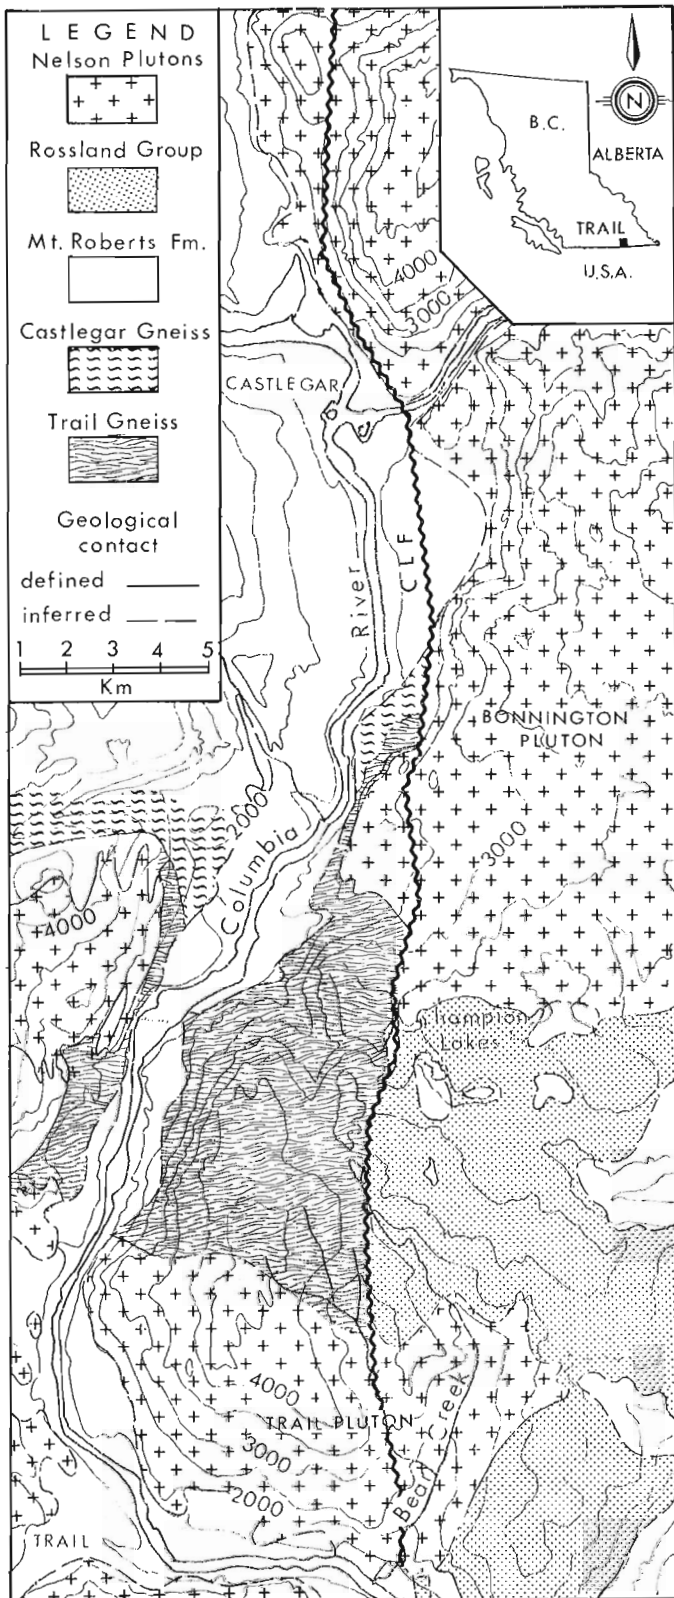 LEGEND
Nelson Plutons
Rossland Group
Mt. Roberts Fm.
Castlegar Gneiss
Trail Gneiss
Geological
contact
defined
inferred
1 2 3 4 5
Km
N
B.C.
ALBERTA
TRAIL
U.S.A.
4000
3000
CASTLEGAR
CLF
River
BONNINGTON
PLUTON
2000
Columbia
3000
4000
Champion
Lakes
4000
TRAIL PLUTON
3000
2000
Bear Creek
TRAIL